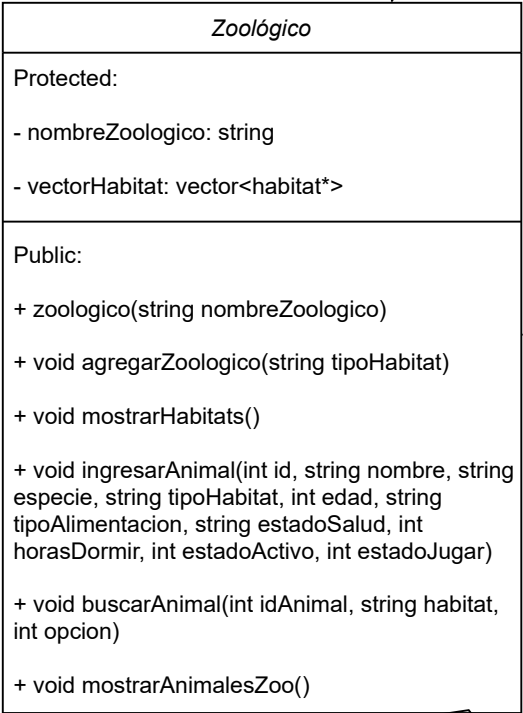 Zoológico
Protected:
- nombreZoologico: string
- vectorHabitat: vector<habitat*>
Public:
+ zoologico(string nombreZoologico)
+ void agregarZoologico(string tipoHabitat)
+ void mostrarHabitats()
+ void ingresarAnimal(int id, string nombre, string
especie, string tipoHabitat, int edad, string
tipoAlimentacion, string estadoSalud, int
horasDormir, int estadoActivo, int estadoJugar)
+ void buscarAnimal(int idAnimal, string habitat,
int opcion)
+ void mostrarAnimalesZoo()